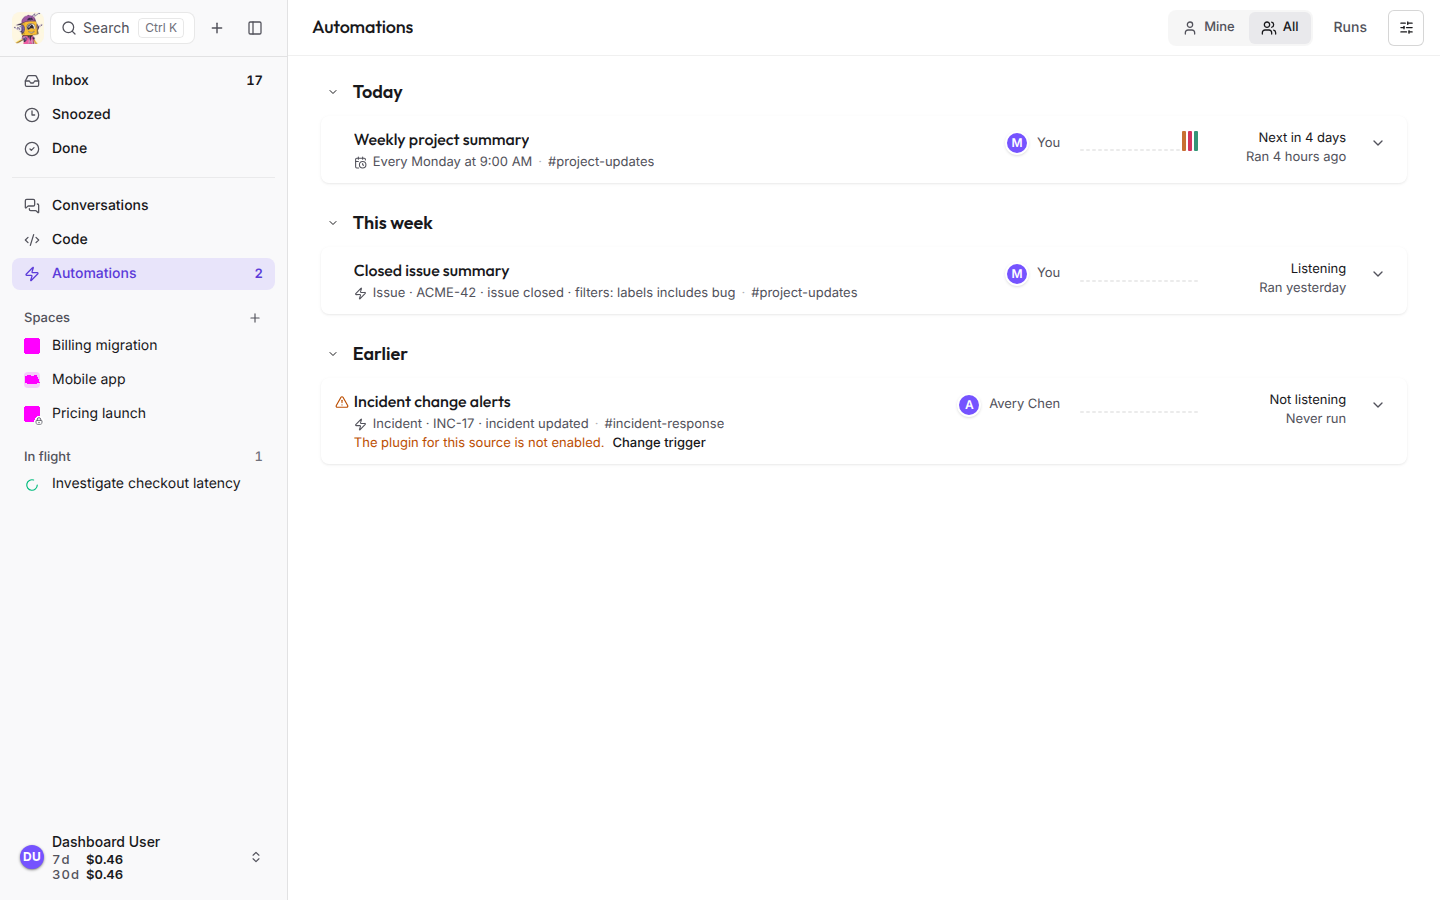 Search Ctrl K
Inbox 17
Snoozed
Done
Conversations
Code
Automations 2
Spaces
Billing migration
Mobile app
Pricing launch
In flight 1
Investigate checkout latency
DU Dashboard User
7d $0.46
30d $0.46
Automations
Mine All Runs
Today
Weekly project summary
Every Monday at 9:00 AM · #project-updates
M You
Next in 4 days
Ran 4 hours ago
This week
Closed issue summary
Issue · ACME-42 · issue closed · filters: labels includes bug · #project-updates
M You
Listening
Ran yesterday
Earlier
Incident change alerts
Incident · INC-17 · incident updated · #incident-response
The plugin for this source is not enabled. Change trigger
A Avery Chen
Not listening
Never run